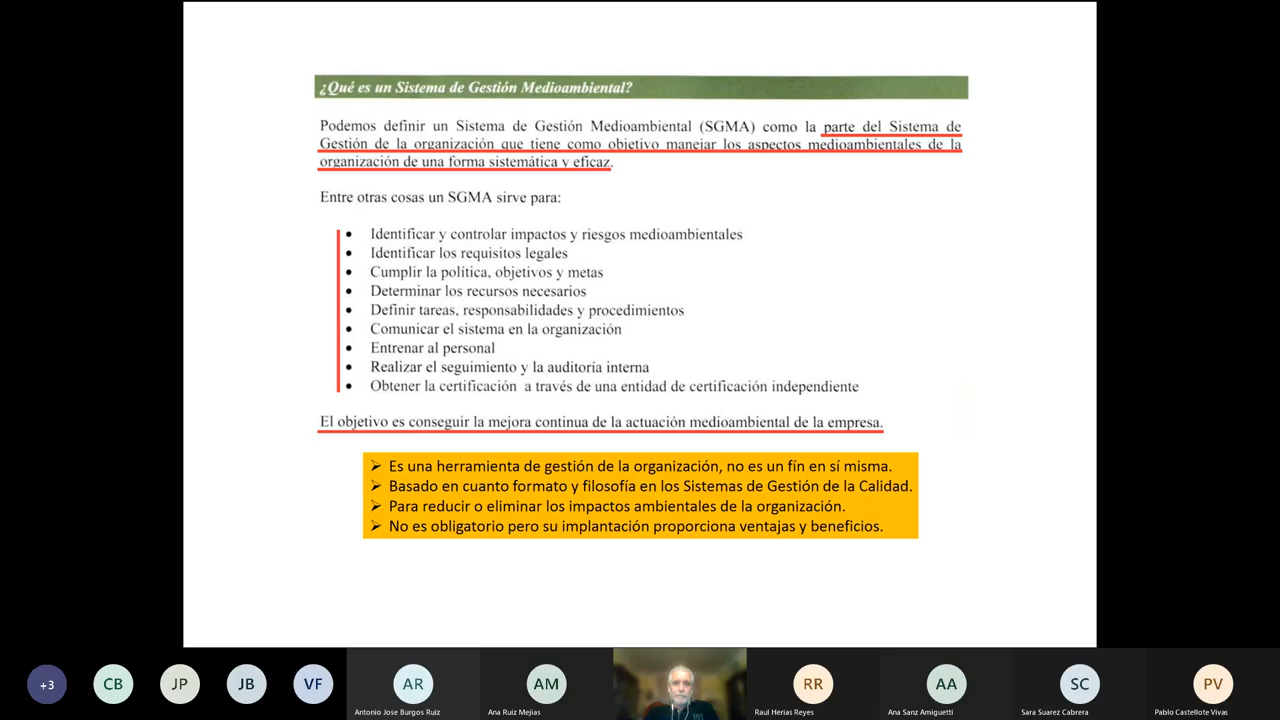 ¿Qué es un Sistema de Gestión Medioambiental?
Podemos definir un Sistema de Gestión Medioambiental (SGMA) como la parte del Sistema de
Gestión de la organización que tiene como objetivo manejar los aspectos medioambientales de la
organización de una forma sistemática y eficaz.
Entre otras cosas un SGMA sirve para:
• Identificar y controlar impactos y riesgos medioambientales
• Identificar los requisitos legales
• Cumplir la política, objetivos y metas
• Determinar los recursos necesarios
• Definir tareas, responsabilidades y procedimientos
• Comunicar el sistema en la organización
• Entrenar al personal
• Realizar el seguimiento y la auditoría interna
• Obtener la certificación a través de una entidad de certificación independiente
El objetivo es conseguir la mejora continua de la actuación medioambiental de la empresa.
➢ Es una herramienta de gestión de la organización, no es un fín en sí misma.
➢ Basado en cuanto formato y filosofía en los Sistemas de Gestión de la Calidad.
➢ Para reducir o eliminar los impactos ambientales de la organización.
➢ No es obligatorio pero su implantación proporciona ventajas y beneficios.
+3 CB JP JB VF AR AM RR AA SC PV
Antonio Jose Burgos Ruiz Ana Ruiz Mejias Raul Herias Reyes Ana Sanz Amiguetti Sara Suarez Cabrera Pablo Castellote Vivas